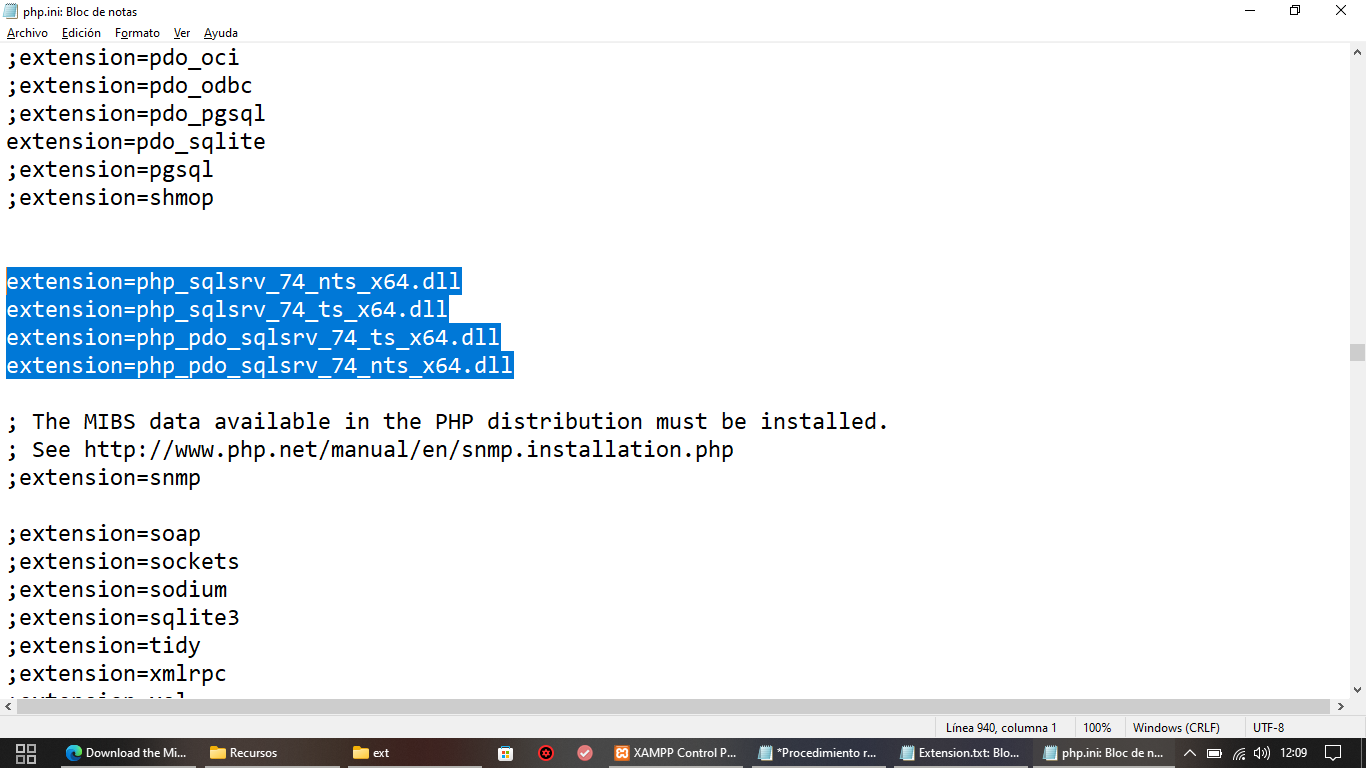 php.ini: Bloc de notas
Archivo Edición Formato Ver Ayuda
;extension=pdo_oci
;extension=pdo_odbc
;extension=pdo_pgsql
extension=pdo_sqlite
;extension=pgsql
;extension=shmop
extension=php_sqlsrv_74_nts_x64.dll
extension=php_sqlsrv_74_ts_x64.dll
extension=php_pdo_sqlsrv_74_ts_x64.dll
extension=php_pdo_sqlsrv_74_nts_x64.dll
; The MIBS data available in the PHP distribution must be installed.
; See http://www.php.net/manual/en/snmp.installation.php
;extension=snmp
;extension=soap
;extension=sockets
;extension=sodium
;extension=sqlite3
;extension=tidy
;extension=xmlrpc
Línea 940, columna 1 100% Windows (CRLF) UTF-8
Download the Mi... Recursos ext XAMPP Control P... *Procedimiento r... Extension.txt: Blo... php.ini: Bloc de n... 12:09